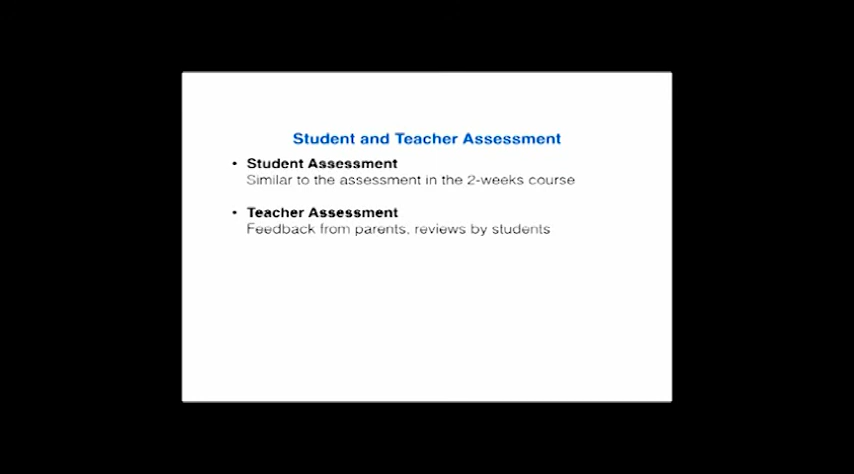 Student and Teacher Assessment
• Student Assessment
Similar to the assessment in the 2-weeks course
• Teacher Assessment
Feedback from parents, reviews by students